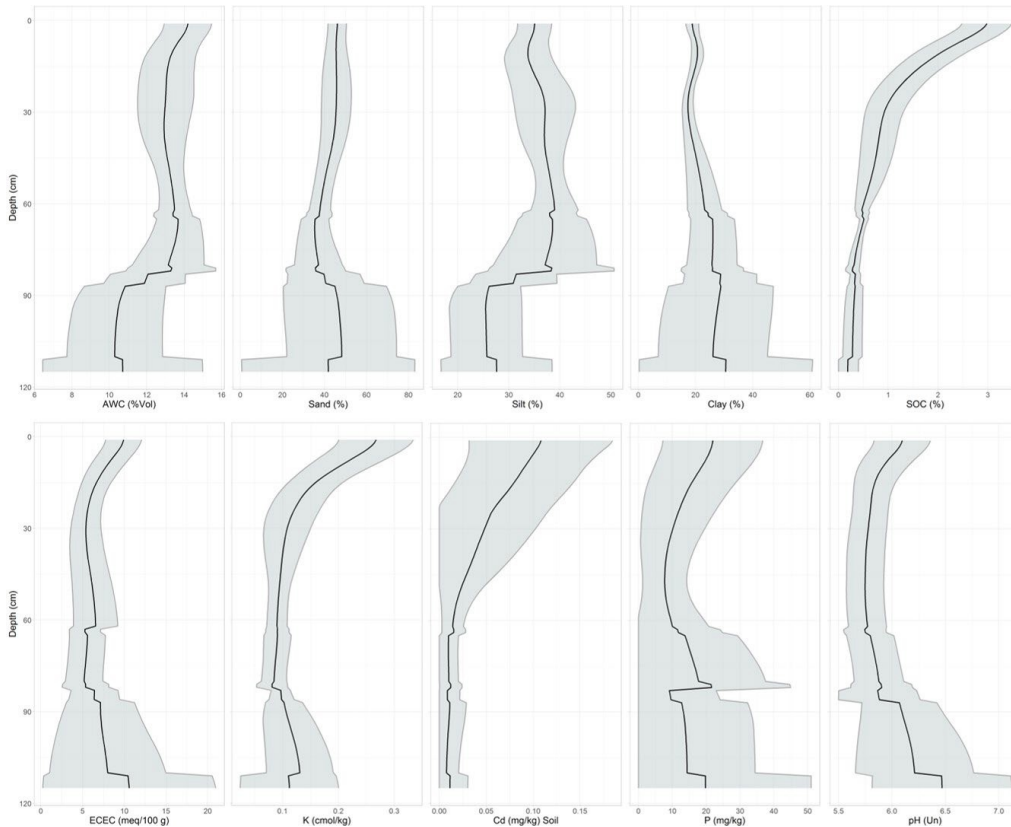 0
30
60
90
120
Depth (cm)
6 8 10 12 14 16
AWC (%Vol)
0 20 40 60 80
Sand (%)
20 30 40 50
Silt (%)
0 20 40 60
Clay (%)
0 1 2 3
SOC (%)
0
30
60
90
120
Depth (cm)
0 5 10 15 20
ECEC (meq/100 g)
0.1 0.2 0.3
K (cmol/kg)
0.00 0.05 0.10 0.15
Cd (mg/kg) Soil
0 10 20 30 40 50
P (mg/kg)
5.5 6.0 6.5 7.0
pH (Un)